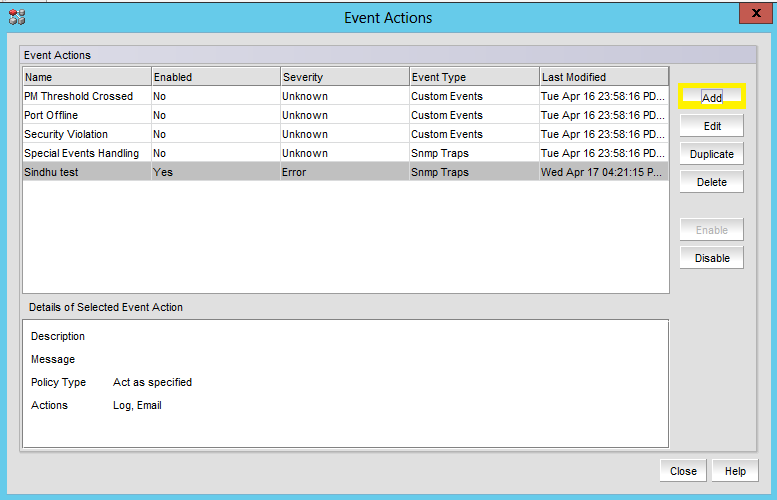 Event Actions
x
Event Actions
Name Enabled Severity Event Type Last Modified
PM Threshold Crossed No Unknown Custom Events Tue Apr 16 23:58:16 PD...
Port Offline No Unknown Custom Events Tue Apr 16 23:58:16 PD...
Security Violation No Unknown Custom Events Tue Apr 16 23:58:16 PD...
Special Events Handling No Unknown Snmp Traps Tue Apr 16 23:58:16 PD...
Sindhu test Yes Error Snmp Traps Wed Apr 17 04:21:15 P...
Add
Edit
Duplicate
Delete
Enable
Disable
Details of Selected Event Action
Description
Message
Policy Type Act as specified
Actions Log, Email
Close Help